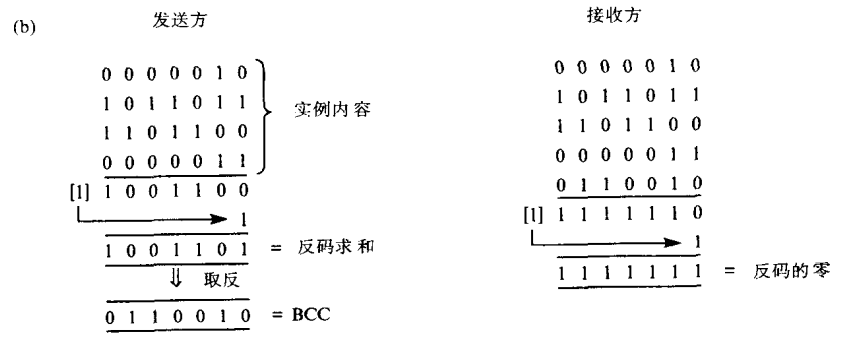 (b)
发送方
0 0 0 0 0 1 0
1 0 1 1 0 1 1
1 1 0 1 1 0 0
0 0 0 0 0 1 1
实例内容
[1] 1 0 0 1 1 0 0
1
1 0 0 1 1 0 1 = 反码求和
⇓ 取反
0 1 1 0 0 1 0 = BCC
接收方
0 0 0 0 0 1 0
1 0 1 1 0 1 1
1 1 0 1 1 0 0
0 0 0 0 0 1 1
0 1 1 0 0 1 0
[1] 1 1 1 1 1 1 0
1
1 1 1 1 1 1 1 = 反码的零